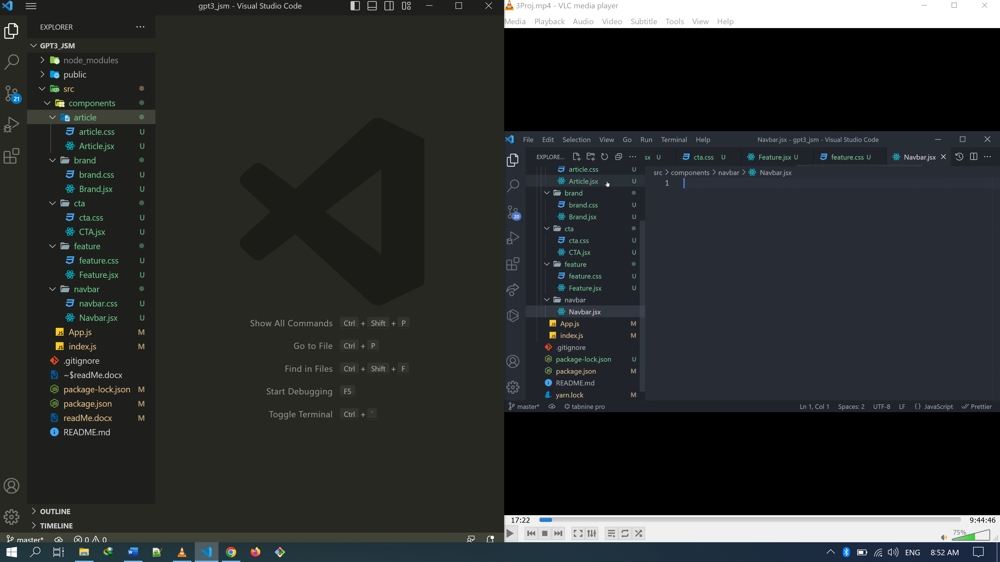 gpt3_jsm - Visual Studio Code
EXPLORER
GPT3_JSM
node_modules
public
src
components
article
article.css U
Article.jsx U
brand
brand.css U
Brand.jsx U
cta
cta.css U
CTA.jsx U
feature
feature.css U
Feature.jsx U
navbar
navbar.css U
Navbar.jsx U
JS App.js M
JS index.js M
.gitignore
~$readMe.docx
package-lock.json M
package.json M
readMe.docx M
README.md
OUTLINE
TIMELINE
21
Show All Commands Ctrl + Shift + P
Go to File Ctrl + P
Find in Files Ctrl + Shift + F
Start Debugging F5
Toggle Terminal Ctrl + `
master* 0 0
3Proj.mp4 - VLC media player
Media Playback Audio Video Subtitle Tools View Help
File Edit Selection View Go Run Terminal Help Navbar.jsx - gpt3_jsm - Visual Studio Code
EXPLORE... sx U cta.css U Feature.jsx U feature.css U Navbar.jsx
src > components > navbar > Navbar.jsx
1
article.css U
Article.jsx U
brand
brand.css U
Brand.jsx U
cta
cta.css U
CTA.jsx U
feature
feature.css U
Feature.jsx U
navbar
Navbar.jsx
JS App.js M
JS index.js M
.gitignore
package-lock.json U
package.json M
README.md
yarn.lock M
20
master* tabnine pro Ln 1, Col 1 Spaces: 2 UTF-8 LF {} JavaScript Prettier
17:22 9:44:46
75%
W ENG 8:52 AM